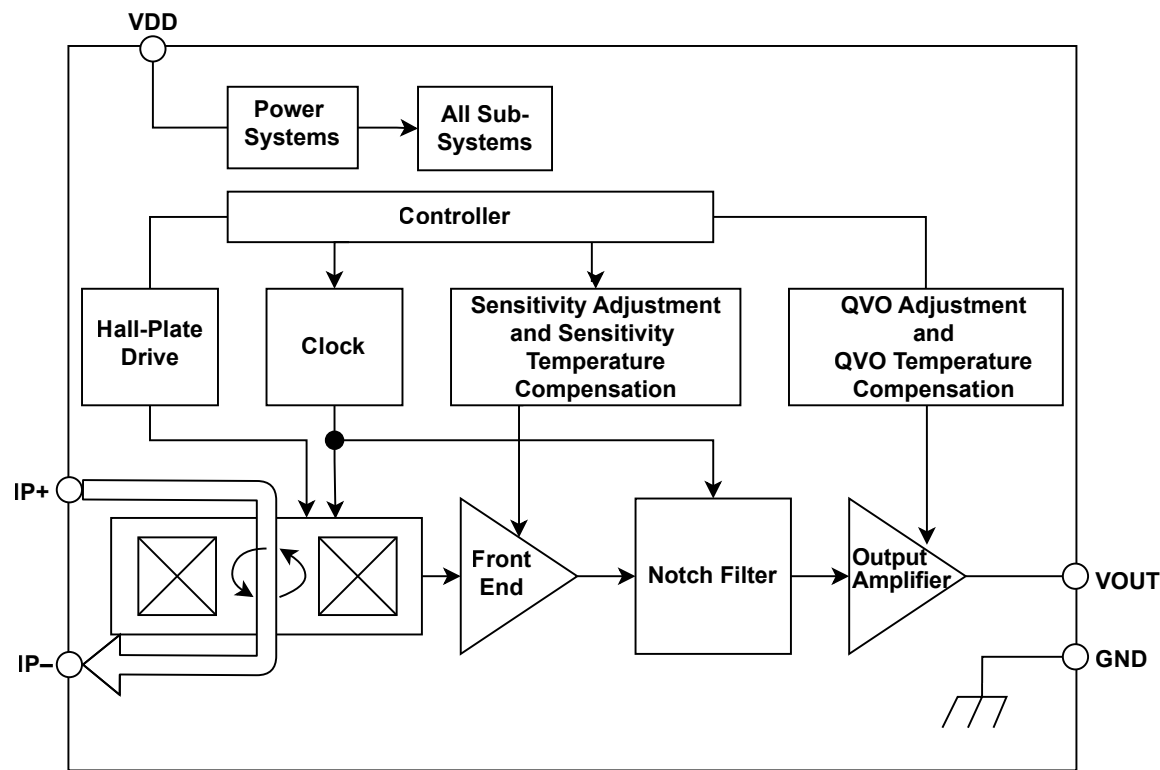 VDD
Power
Systems
All Sub-
Systems
Controller
Hall-Plate
Drive
Clock
Sensitivity Adjustment
and Sensitivity
Temperature
Compensation
QVO Adjustment
and
QVO Temperature
Compensation
IP+
Front
End
Notch Filter
Output
Amplifier
VOUT
IP–
GND